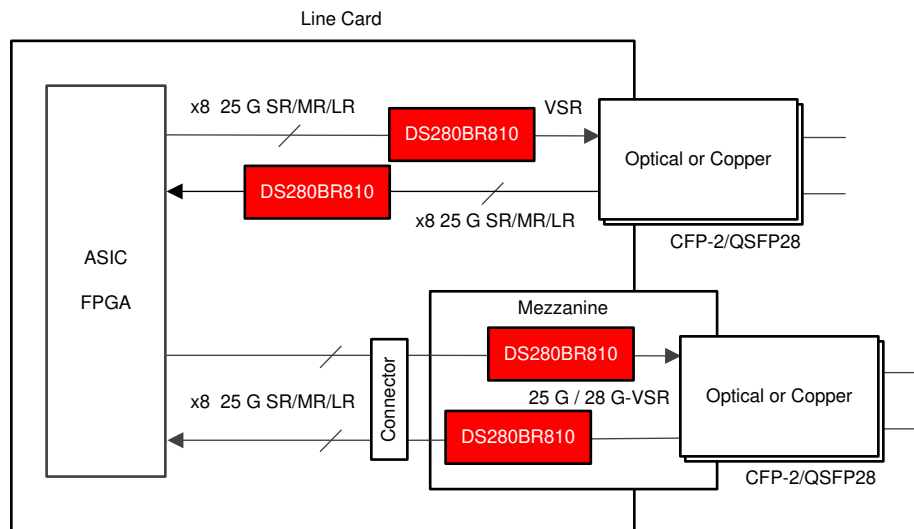 Line Card
x8 25 G SR/MR/LR
DS280BR810
VSR
Optical or Copper
DS280BR810
x8 25 G SR/MR/LR
CFP-2/QSFP28
ASIC
FPGA
Mezzanine
DS280BR810
Connector
x8 25 G SR/MR/LR
25 G / 28 G-VSR
Optical or Copper
DS280BR810
CFP-2/QSFP28